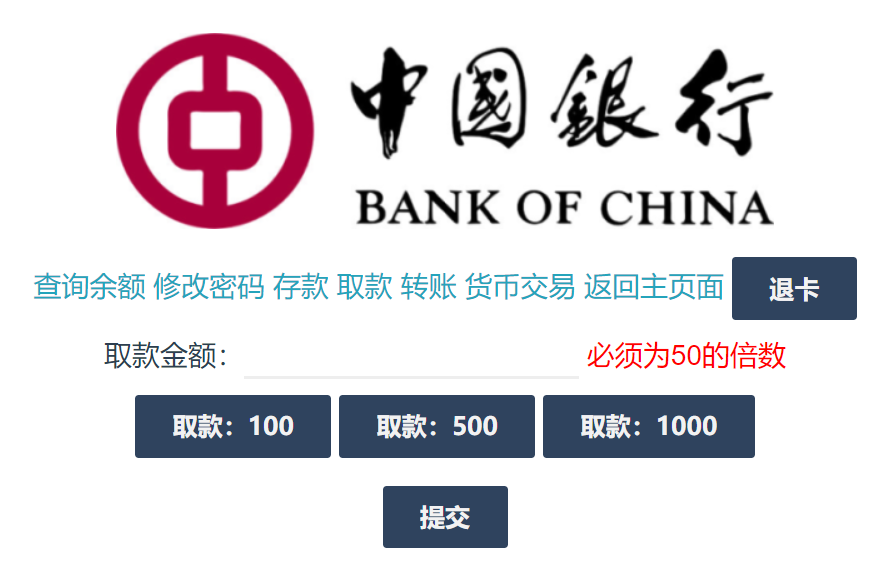 中國銀行
BANK OF CHINA
查询余额 修改密码 存款 取款 转账 货币交易 返回主页面 退卡
取款金额： 必须为50的倍数
取款：100 取款：500 取款：1000
提交